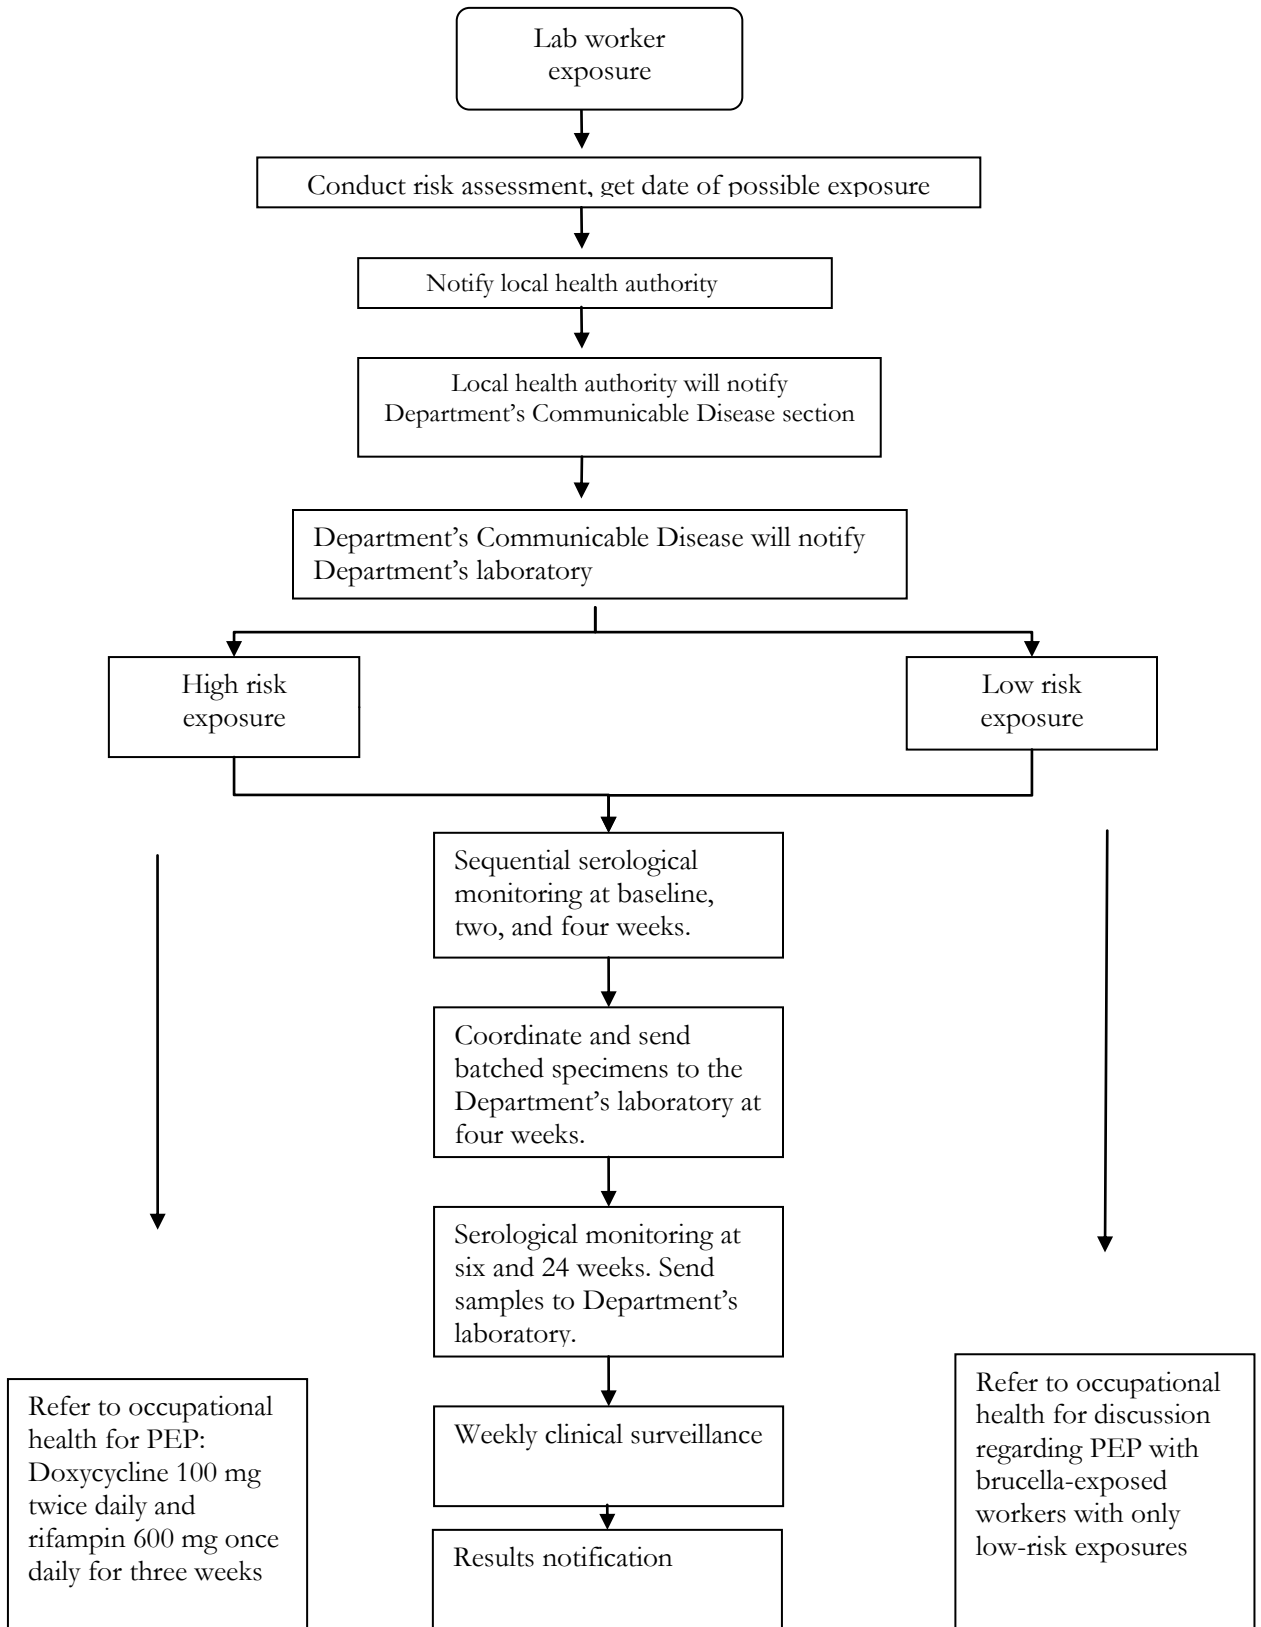 Lab worker
exposure
Conduct risk assessment, get date of possible exposure
Notify local health authority
Local health authority will notify
Department’s Communicable Disease section
Department’s Communicable Disease will notify
Department’s laboratory
High risk
exposure
Low risk
exposure
Sequential serological
monitoring at baseline,
two, and four weeks.
Coordinate and send
batched specimens to the
Department’s laboratory at
four weeks.
Serological monitoring at
six and 24 weeks. Send
samples to Department’s
laboratory.
Weekly clinical surveillance
Results notification
Refer to occupational
health for PEP:
Doxycycline 100 mg
twice daily and
rifampin 600 mg once
daily for three weeks
Refer to occupational
health for discussion
regarding PEP with
brucella-exposed
workers with only
low-risk exposures